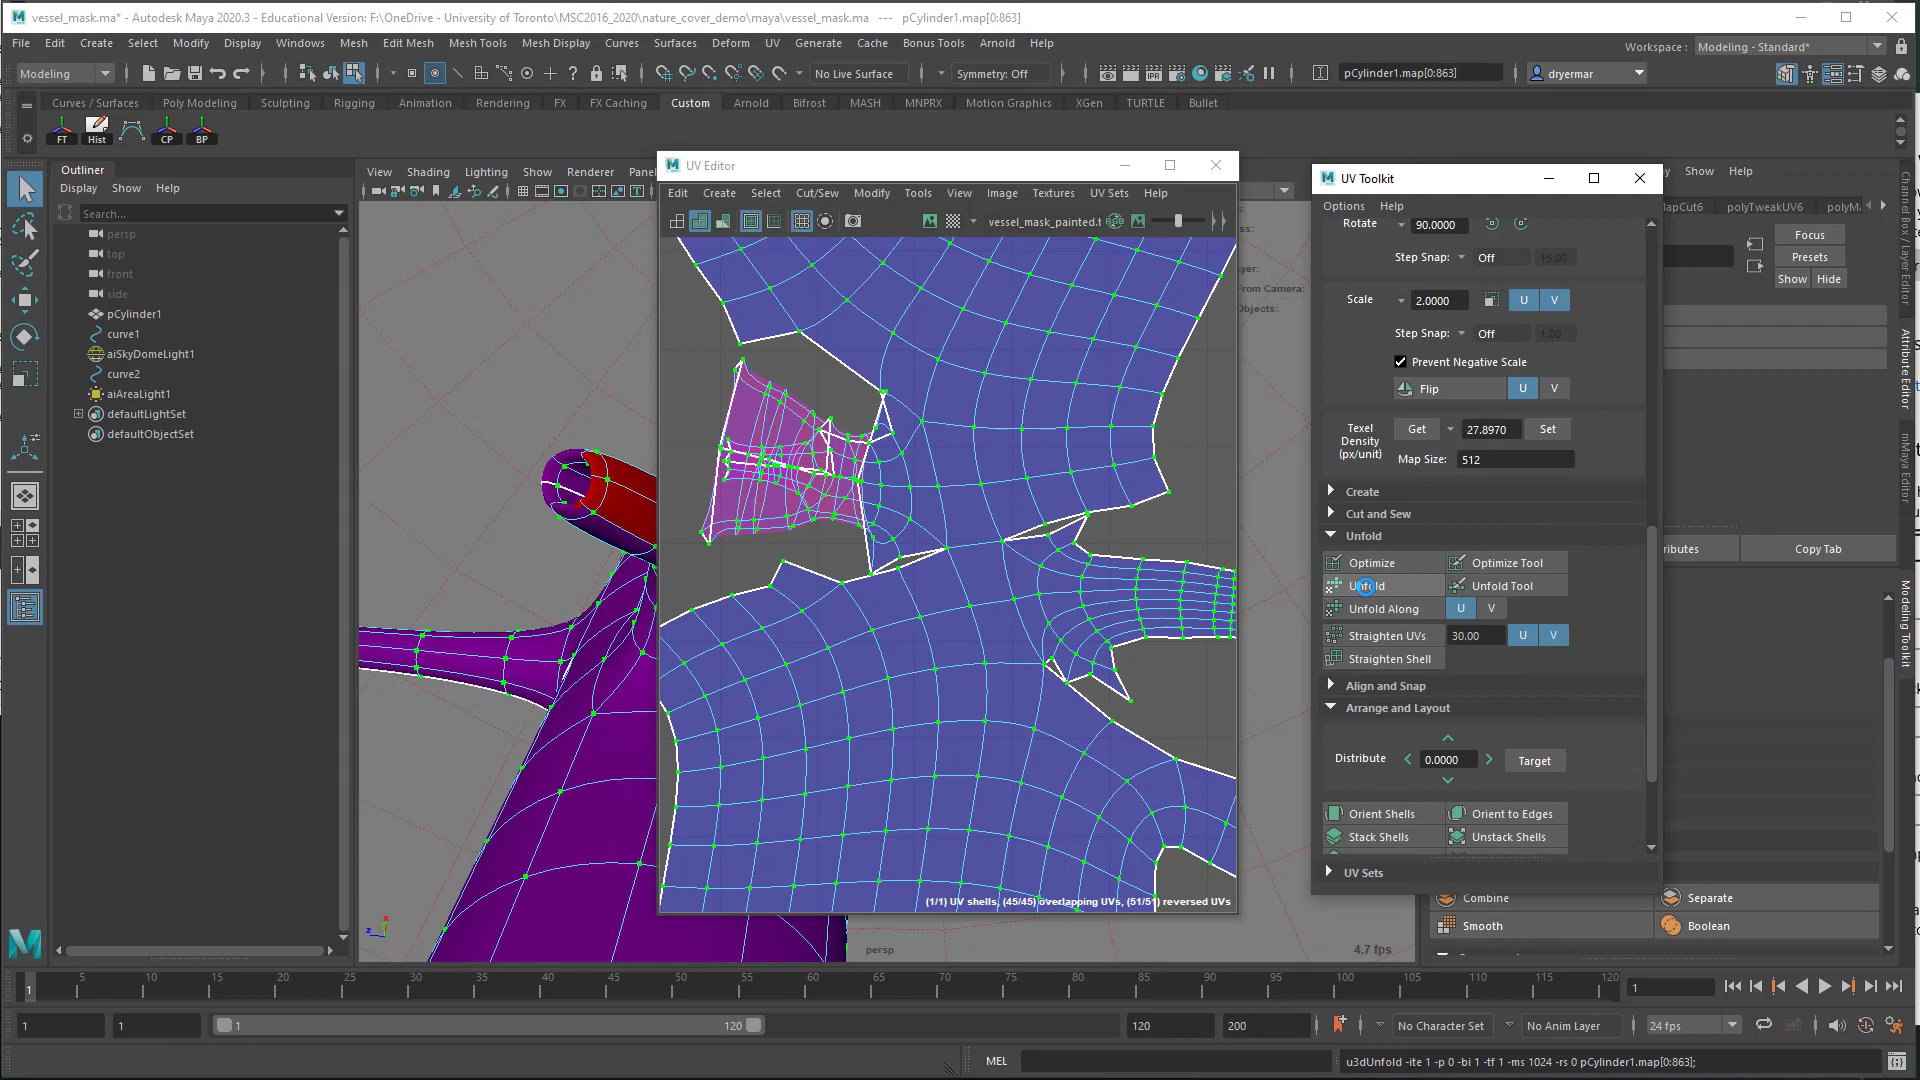 vessel_mask.ma* - Autodesk Maya 2020.3 - Educational Version: F:\OneDrive - University of Toronto\MSC2016_2020\nature_cover_demo\maya\vessel_mask.ma --- pCylinder1.map[0:863]
File Edit Create Select Modify Display Windows Mesh Edit Mesh Mesh Tools Mesh Display Curves Surfaces Deform UV Generate Cache Bonus Tools Arnold Help
Workspace : Modeling - Standard*
Modeling
No Live Surface
Symmetry: Off
IPR
pCylinder1.map[0:863]
dryermar
Curves / Surfaces Poly Modeling Sculpting Rigging Animation Rendering FX FX Caching Custom Arnold Bifrost MASH MNPRX Motion Graphics XGen TURTLE Bullet
FT Hist CP BP
Outliner
Display Show Help
Search...
persp
top
front
side
pCylinder1
curve1
aiSkyDomeLight1
curve2
aiAreaLight1
defaultLightSet
defaultObjectSet
View Shading Lighting Show Renderer
UV Editor
Edit Create Select Cut/Sew Modify Tools View Image Textures UV Sets Help
vessel_mask_painted.t
RGB
From Camera:
Objects:
(1/1) UV shells, (45/45) overlapping UVs, (51/51) reversed UVs
persp
4.7 fps
UV Toolkit
Options Help
Rotate 90.0000
Step Snap: Off 15.00
Scale 2.0000 U V
Step Snap: Off 1.00
Prevent Negative Scale
Flip U V
Texel Density (px/unit) Get 27.8970 Set
Map Size: 512
Create
Cut and Sew
Unfold
Optimize Optimize Tool
Unfold Unfold Tool
Unfold Along U V
Straighten UVs 30.00 U V
Straighten Shell
Align and Snap
Arrange and Layout
Distribute 0.0000 Target
Orient Shells Orient to Edges
Stack Shells Unstack Shells
UV Sets
Show Help
polyTweakUV6
Focus
Presets
Show Hide
Copy Tab
Combine Separate
Smooth Boolean
Channel Box / Layer Editor
Attribute Editor
Modeling Toolkit
5 10 15 20 25 30 35 40 45 50 55 60 65 70 75 80 85 90 95 100 105 110 115 120
1
1
1 1 1 120 120 200 No Character Set No Anim Layer 24 fps
MEL
u3dUnfold -ite 1 -p 0 -bi 1 -tf 1 -ms 1024 -rs 0 pCylinder1.map[0:863];